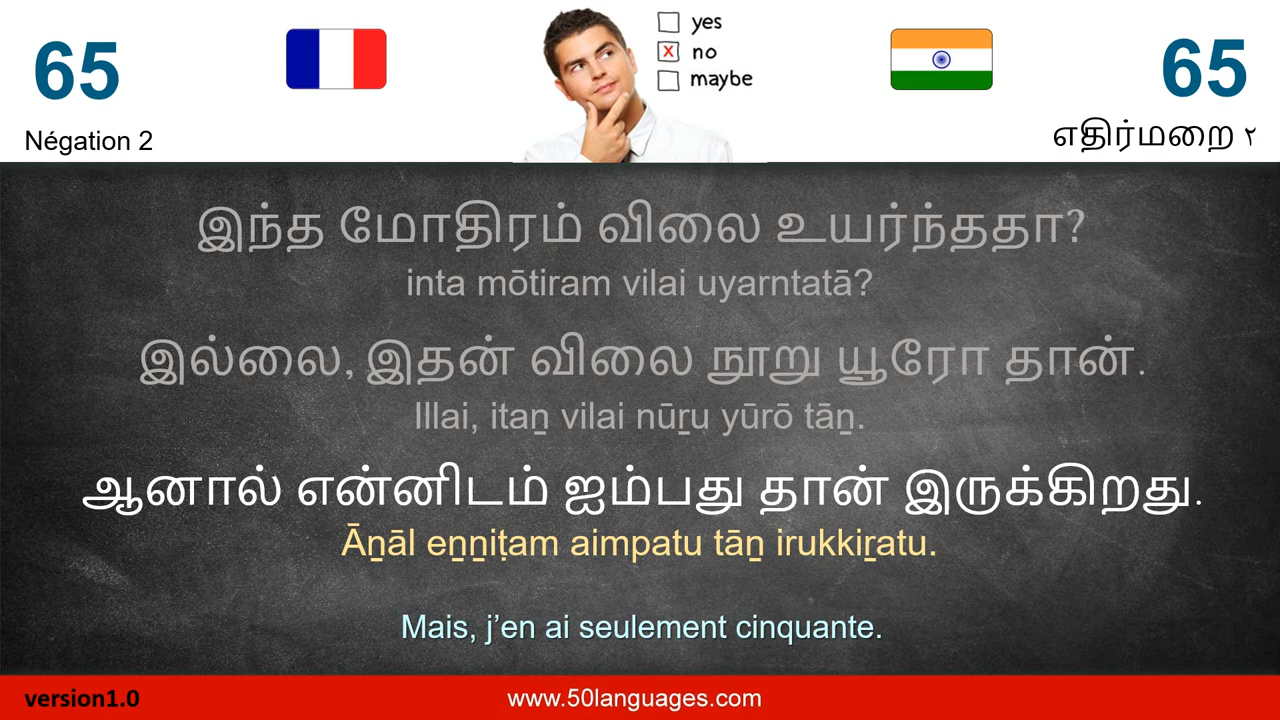 65
yes
no
maybe
65
Négation 2
எதிர்மறை ٢
இந்த மோதிரம் விலை உயர்ந்ததா?
inta mōtiram vilai uyarntatā?
இல்லை, இதன் விலை நூறு யூரோ தான்.
Illai, itaṉ vilai nūṟu yūrō tāṉ.
ஆனால் என்னிடம் ஐம்பது தான் இருக்கிறது.
Āṉāl eṉṉiṭam aimpatu tāṉ irukkiṟatu.
Mais, j’en ai seulement cinquante.
version1.0
www.50languages.com